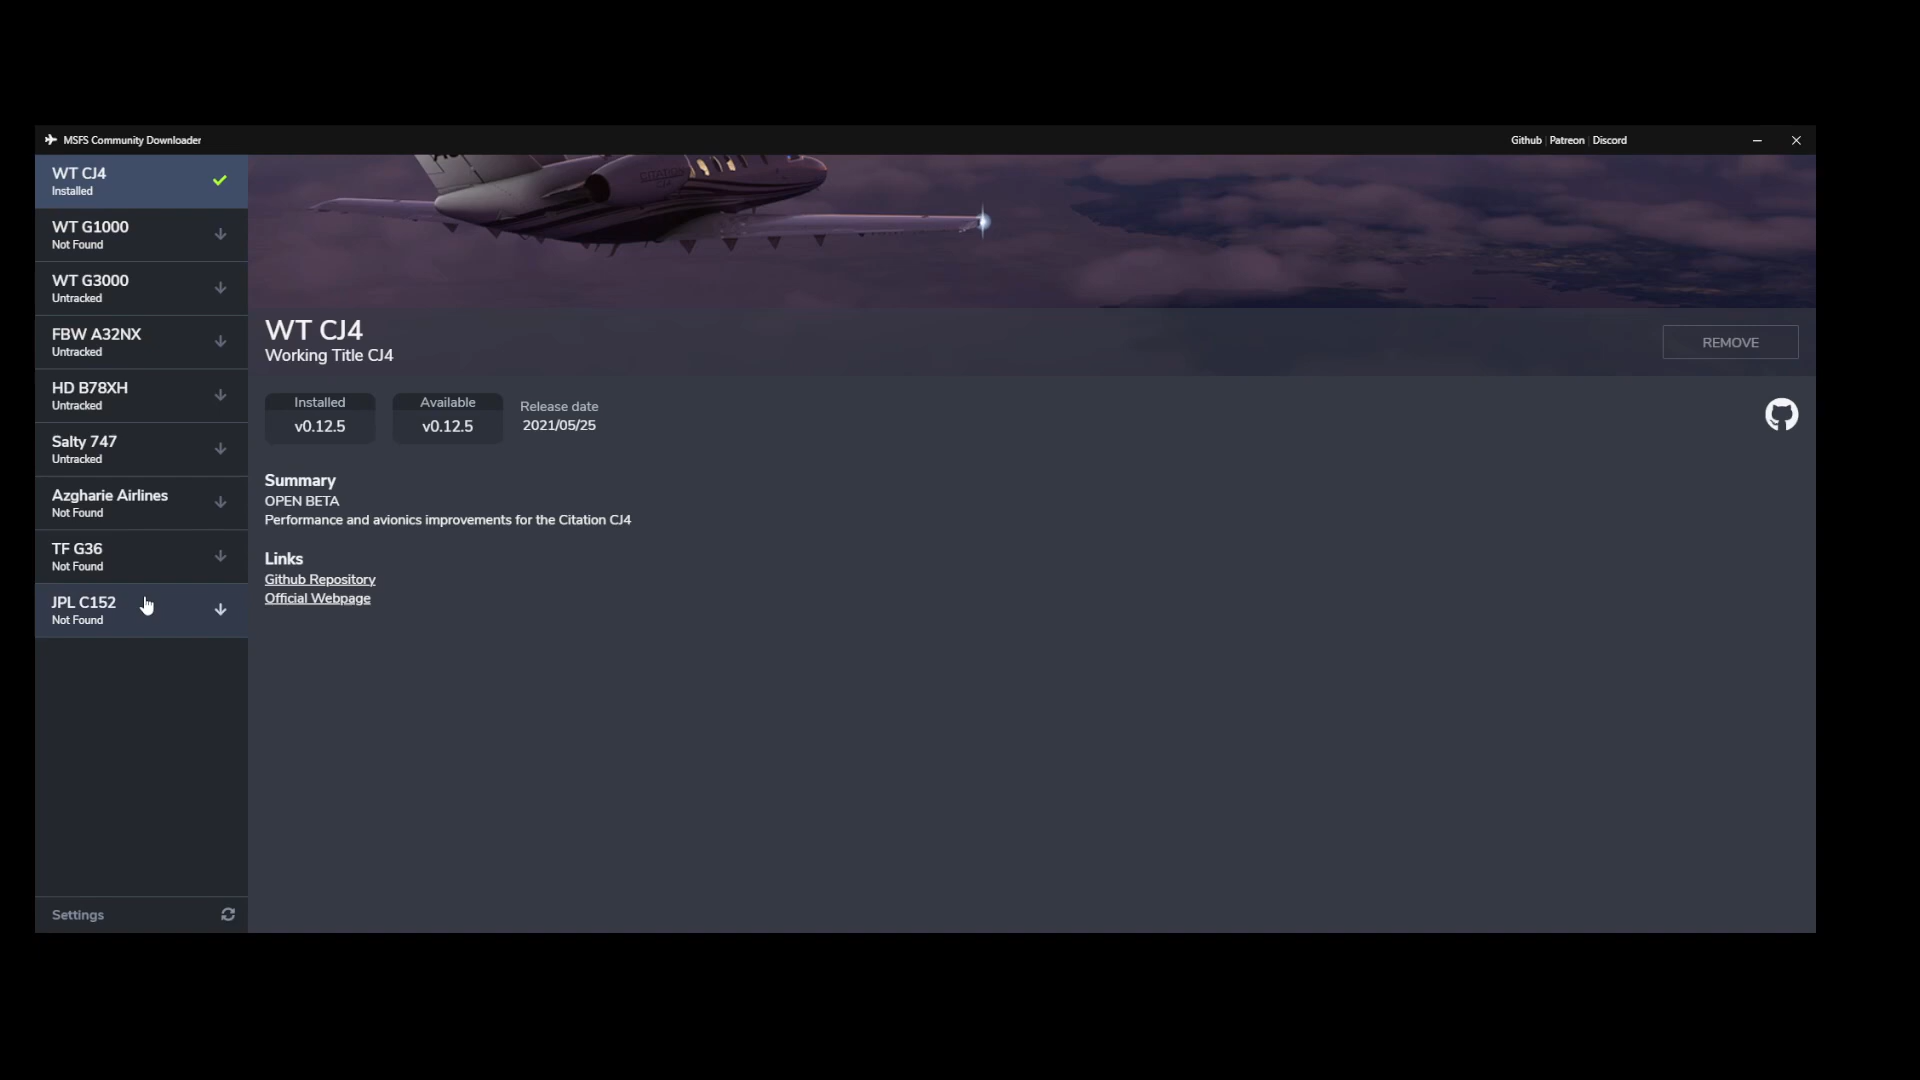 MSFS Community Downloader
Github Patreon Discord
WT CJ4
Installed
WT G1000
Not Found
WT G3000
Untracked
FBW A32NX
Untracked
HD B78XH
Untracked
Salty 747
Untracked
Azgharie Airlines
Not Found
TF G36
Not Found
JPL C152
Not Found
Settings
WT CJ4
Working Title CJ4
REMOVE
Installed
v0.12.5
Available
v0.12.5
Release date
2021/05/25
Summary
OPEN BETA
Performance and avionics improvements for the Citation CJ4
Links
Github Repository
Official Webpage